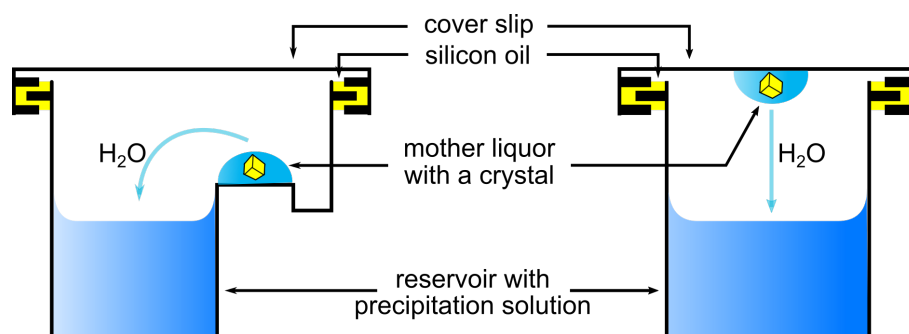 cover slip
silicon oil
H₂O
mother liquor
with a crystal
H₂O
reservoir with
precipitation solution